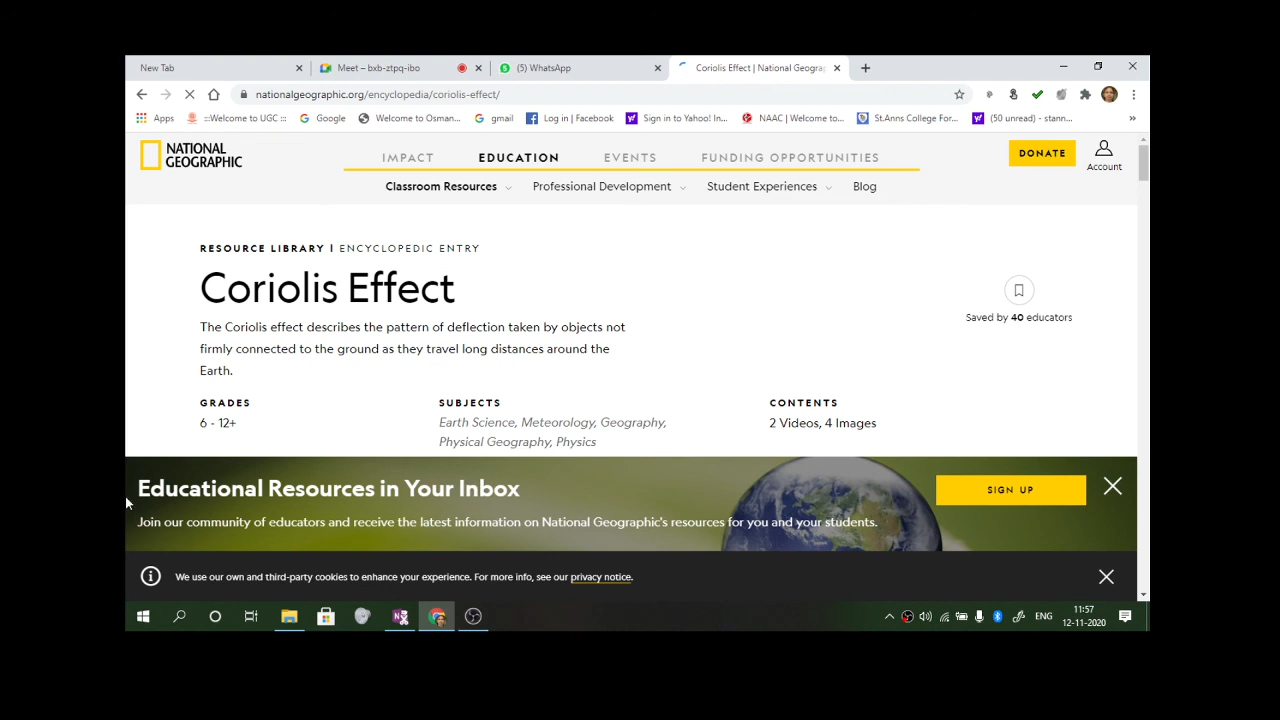 New Tab
Meet – bxb-ztpq-ibo
(5) WhatsApp
Coriolis Effect | National Geogra
nationalgeographic.org/encyclopedia/coriolis-effect/
Apps
:::Welcome to UGC :::
Google
Welcome to Osman...
gmail
Log in | Facebook
Sign in to Yahoo! In...
NAAC | Welcome to...
St.Anns College For...
(50 unread) - stann...
NATIONAL
GEOGRAPHIC
IMPACT
EDUCATION
EVENTS
FUNDING OPPORTUNITIES
DONATE
Account
Classroom Resources
Professional Development
Student Experiences
Blog
RESOURCE LIBRARY | ENCYCLOPEDIC ENTRY
Coriolis Effect
The Coriolis effect describes the pattern of deflection taken by objects not
firmly connected to the ground as they travel long distances around the
Earth.
Saved by 40 educators
GRADES
6 - 12+
SUBJECTS
Earth Science, Meteorology, Geography,
Physical Geography, Physics
CONTENTS
2 Videos, 4 Images
Educational Resources in Your Inbox
Join our community of educators and receive the latest information on National Geographic's resources for you and your students.
SIGN UP
We use our own and third-party cookies to enhance your experience. For more info, see our privacy notice.
ENG
11:57
12-11-2020